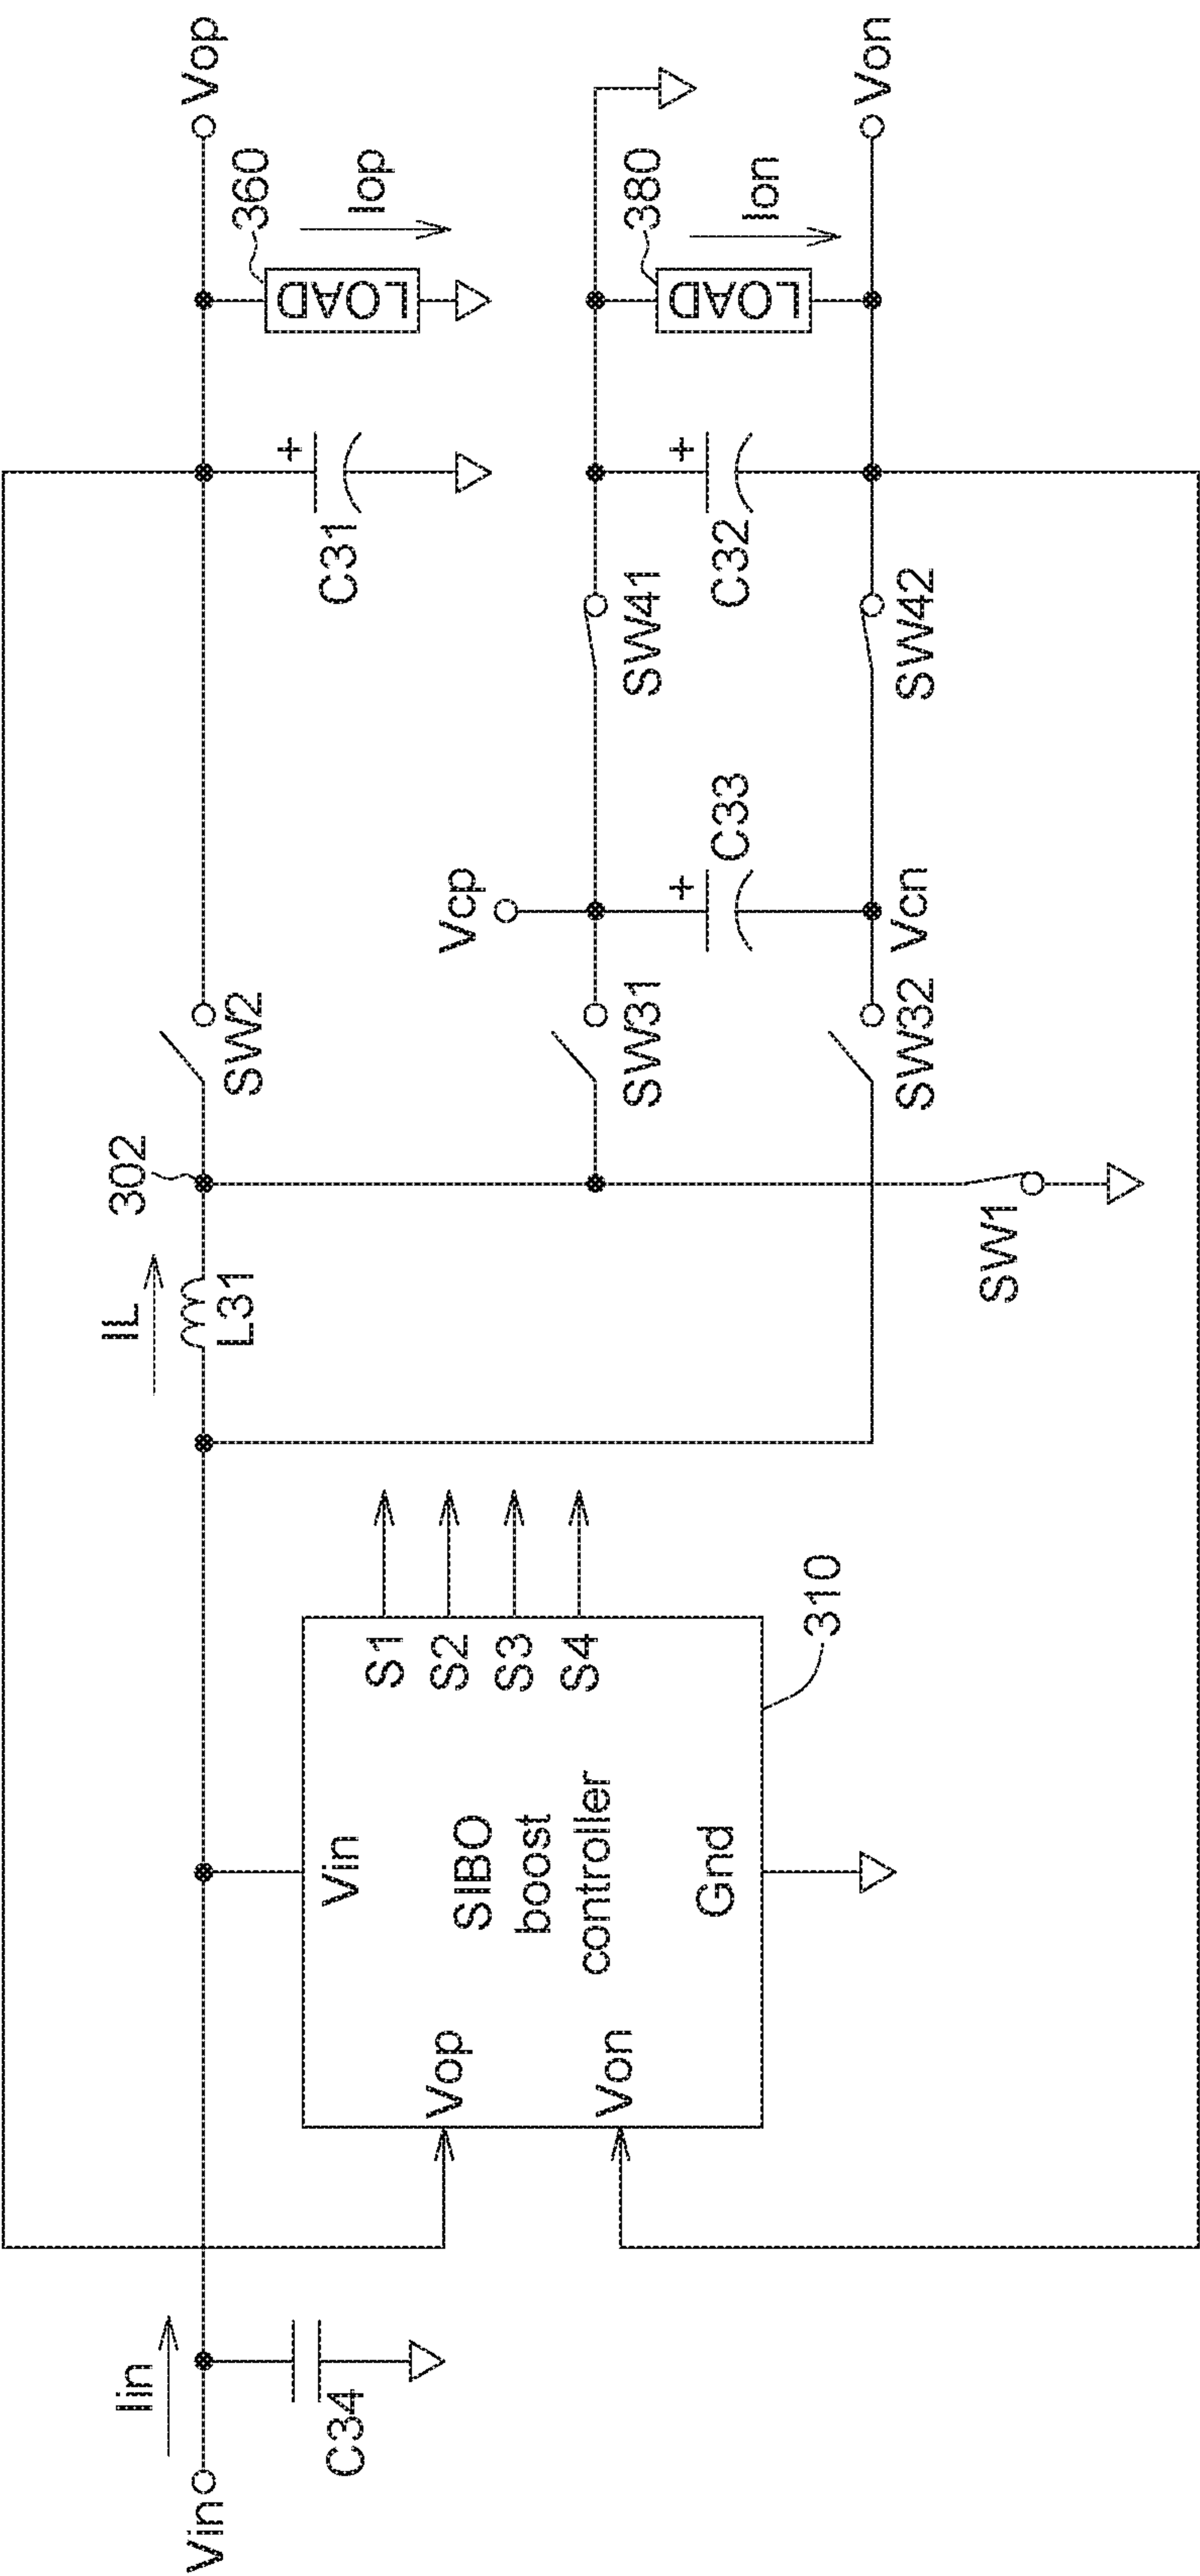 Vin
Iin
C34
Vop
Von
Vin
SIBO
boost
controller
Gnd
S1
S2
S3
S4
310
IL
L31
302
SW2
SW31
SW32
SW1
Vcp
C33
+
Vcn
SW41
SW42
C31
+
C32
+
LOAD
360
Iop
LOAD
380
Ion
Vop
Von